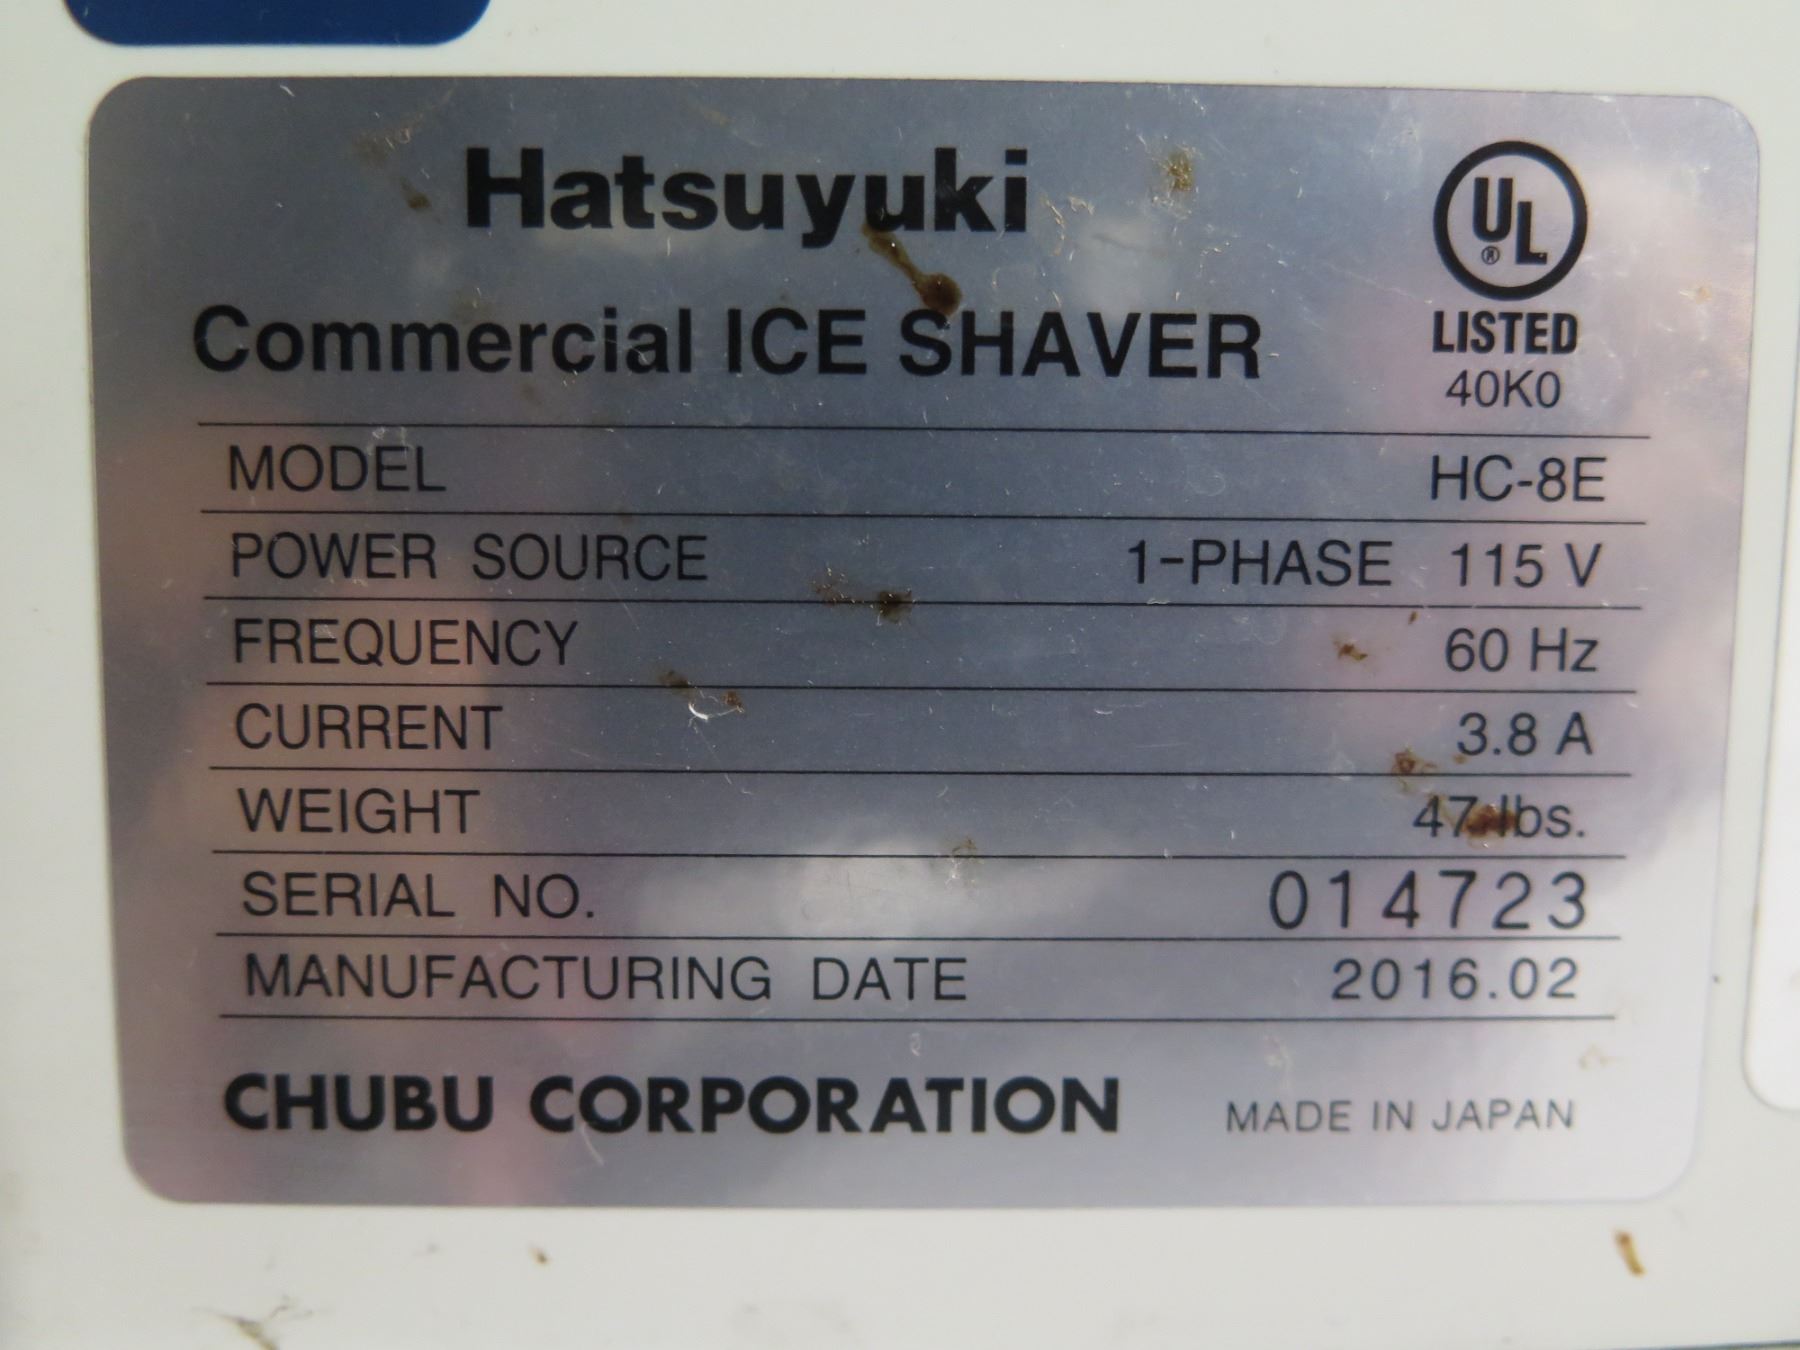 Hatsuyuki
UL
®
LISTED
40K0
Commercial ICE SHAVER
MODEL HC-8E
POWER SOURCE 1-PHASE 115 V
FREQUENCY 60 Hz
CURRENT 3.8 A
WEIGHT 47 lbs.
SERIAL NO. 014723
MANUFACTURING DATE 2016.02
CHUBU CORPORATION MADE IN JAPAN